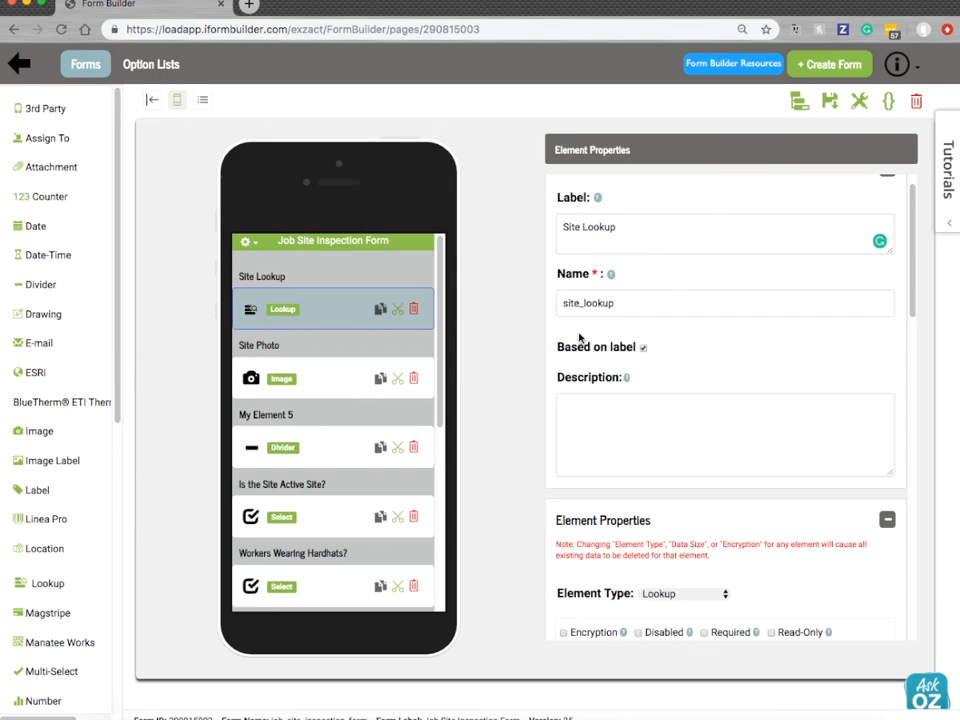 Form Builder
https://loadapp.iformbuilder.com/exzact/FormBuilder/pages/290815003
57
Forms
Option Lists
Form Builder Resources
+ Create Form
3rd Party
Assign To
Attachment
123 Counter
Date
Date-Time
Divider
Drawing
E-mail
ESRI
BlueTherm® ETI Therm
Image
Image Label
Label
Linea Pro
Location
Lookup
Magstripe
Manatee Works
Multi-Select
Number
Job Site Inspection Form
Site Lookup
Lookup
Site Photo
Image
My Element 5
Divider
Is the Site Active Site?
Select
Workers Wearing Hardhats?
Select
Element Properties
Label:
Site Lookup
Name * :
site_lookup
Based on label
Description:
Element Properties
Note: Changing "Element Type", "Data Size", or "Encryption" for any element will cause all
existing data to be deleted for that element.
Element Type: Lookup
Encryption Disabled Required Read-Only
Tutorials
Ask
OZ